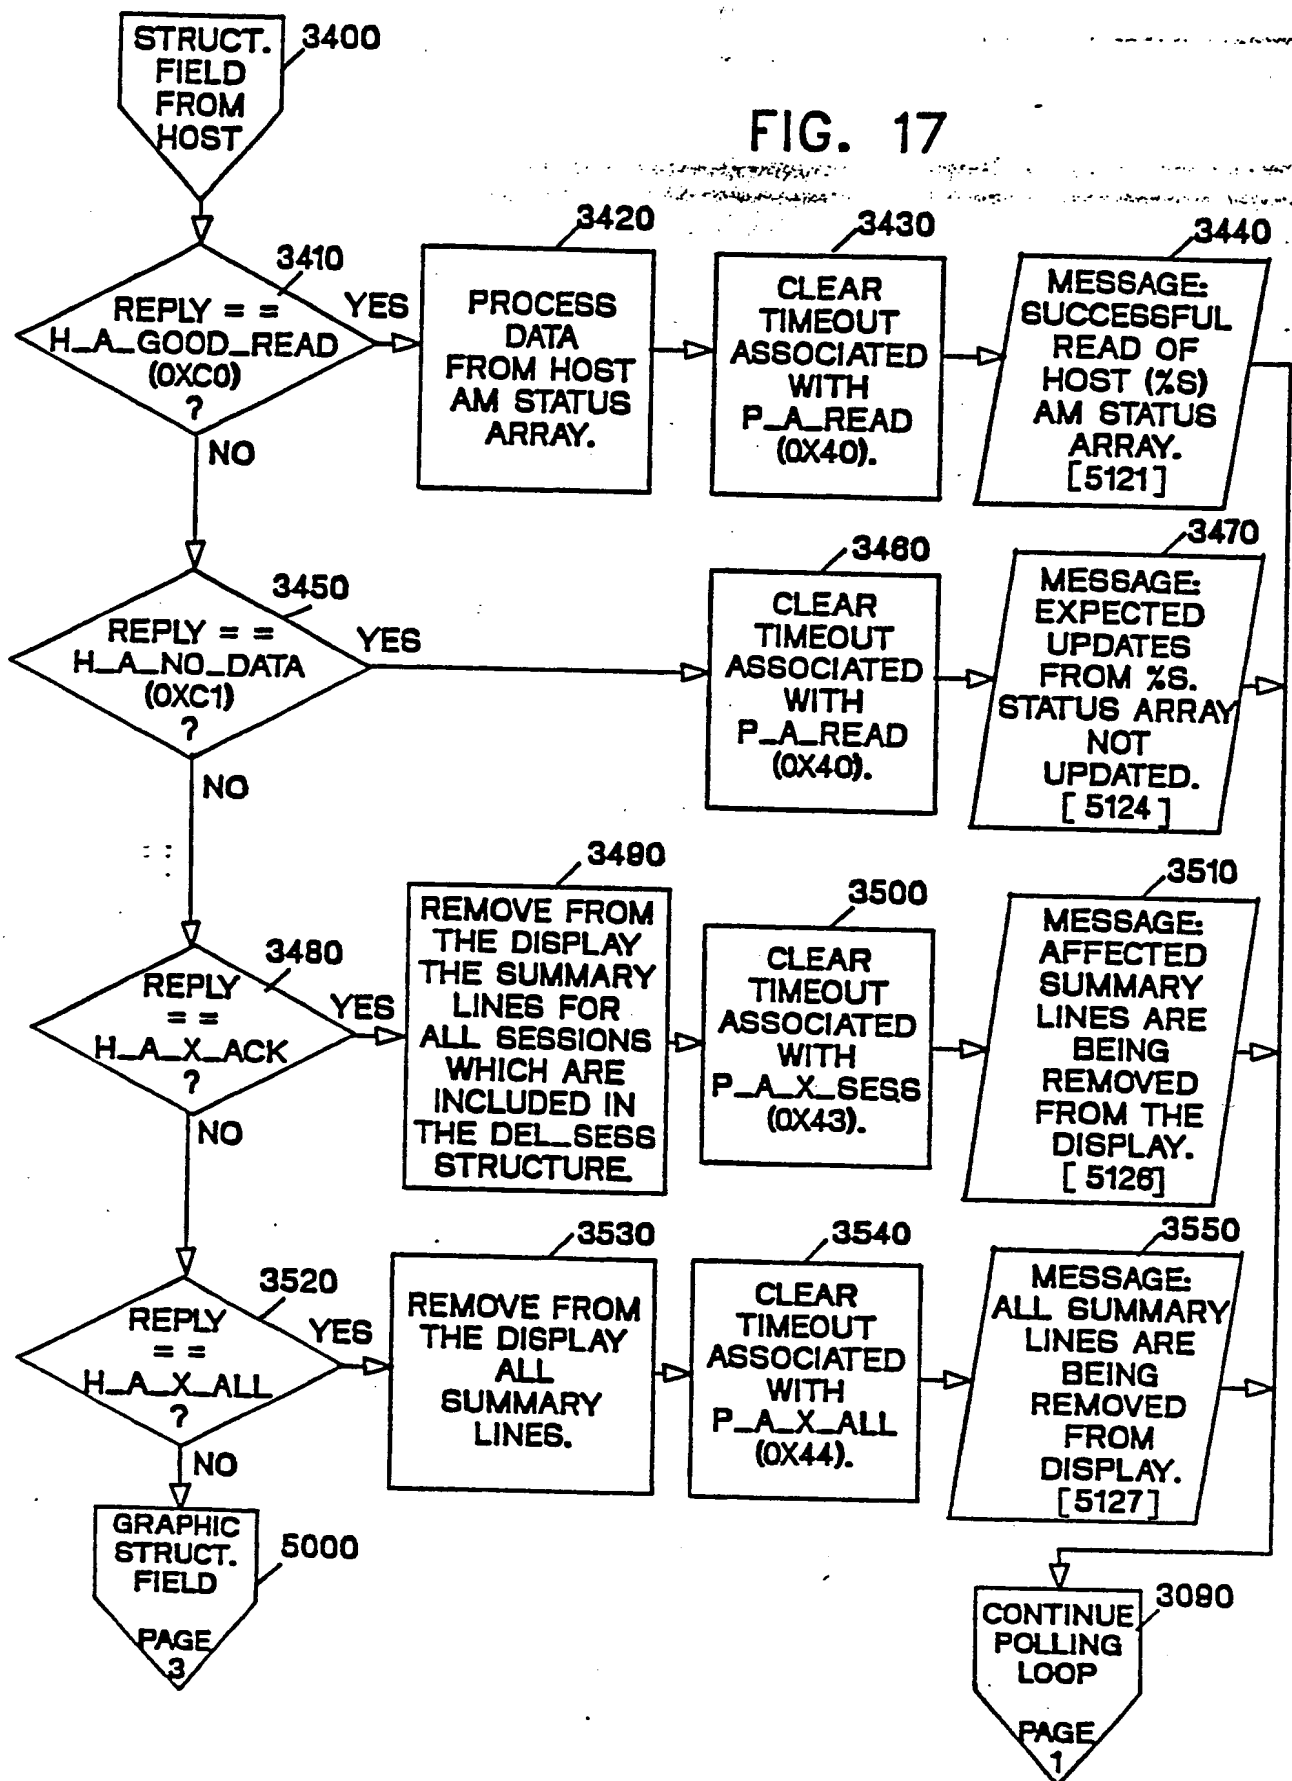 STRUCT.
FIELD
FROM
HOST
3400
FIG. 17
REPLY = =
H_A_GOOD_READ
(0XC0)
?
3410
YES
NO
PROCESS
DATA
FROM HOST
AM STATUS
ARRAY.
3420
CLEAR
TIMEOUT
ASSOCIATED
WITH
P_A_READ
(0X40).
3430
MESSAGE:
SUCCESSFUL
READ OF
HOST (%S)
AM STATUS
ARRAY.
[5121]
3440
REPLY = =
H_A_NO_DATA
(0XC1)
?
3450
YES
NO
CLEAR
TIMEOUT
ASSOCIATED
WITH
P_A_READ
(0X40).
3460
MESSAGE:
EXPECTED
UPDATES
FROM %S.
STATUS ARRAY
NOT
UPDATED.
[5124]
3470
REPLY
= =
H_A_X_ACK
?
3480
YES
NO
REMOVE FROM
THE DISPLAY
THE SUMMARY
LINES FOR
ALL SESSIONS
WHICH ARE
INCLUDED IN
THE DEL_SESS
STRUCTURE.
3490
CLEAR
TIMEOUT
ASSOCIATED
WITH
P_A_X_SESS
(0X43).
3500
MESSAGE:
AFFECTED
SUMMARY
LINES ARE
BEING
REMOVED
FROM THE
DISPLAY.
[5126]
3510
REPLY
= =
H_A_X_ALL
?
3520
YES
NO
REMOVE FROM
THE DISPLAY
ALL
SUMMARY
LINES.
3530
CLEAR
TIMEOUT
ASSOCIATED
WITH
P_A_X_ALL
(0X44).
3540
MESSAGE:
ALL SUMMARY
LINES ARE
BEING
REMOVED
FROM
DISPLAY.
[5127]
3550
GRAPHIC
STRUCT.
FIELD
PAGE
3
5000
CONTINUE
POLLING
LOOP
PAGE
1
3090